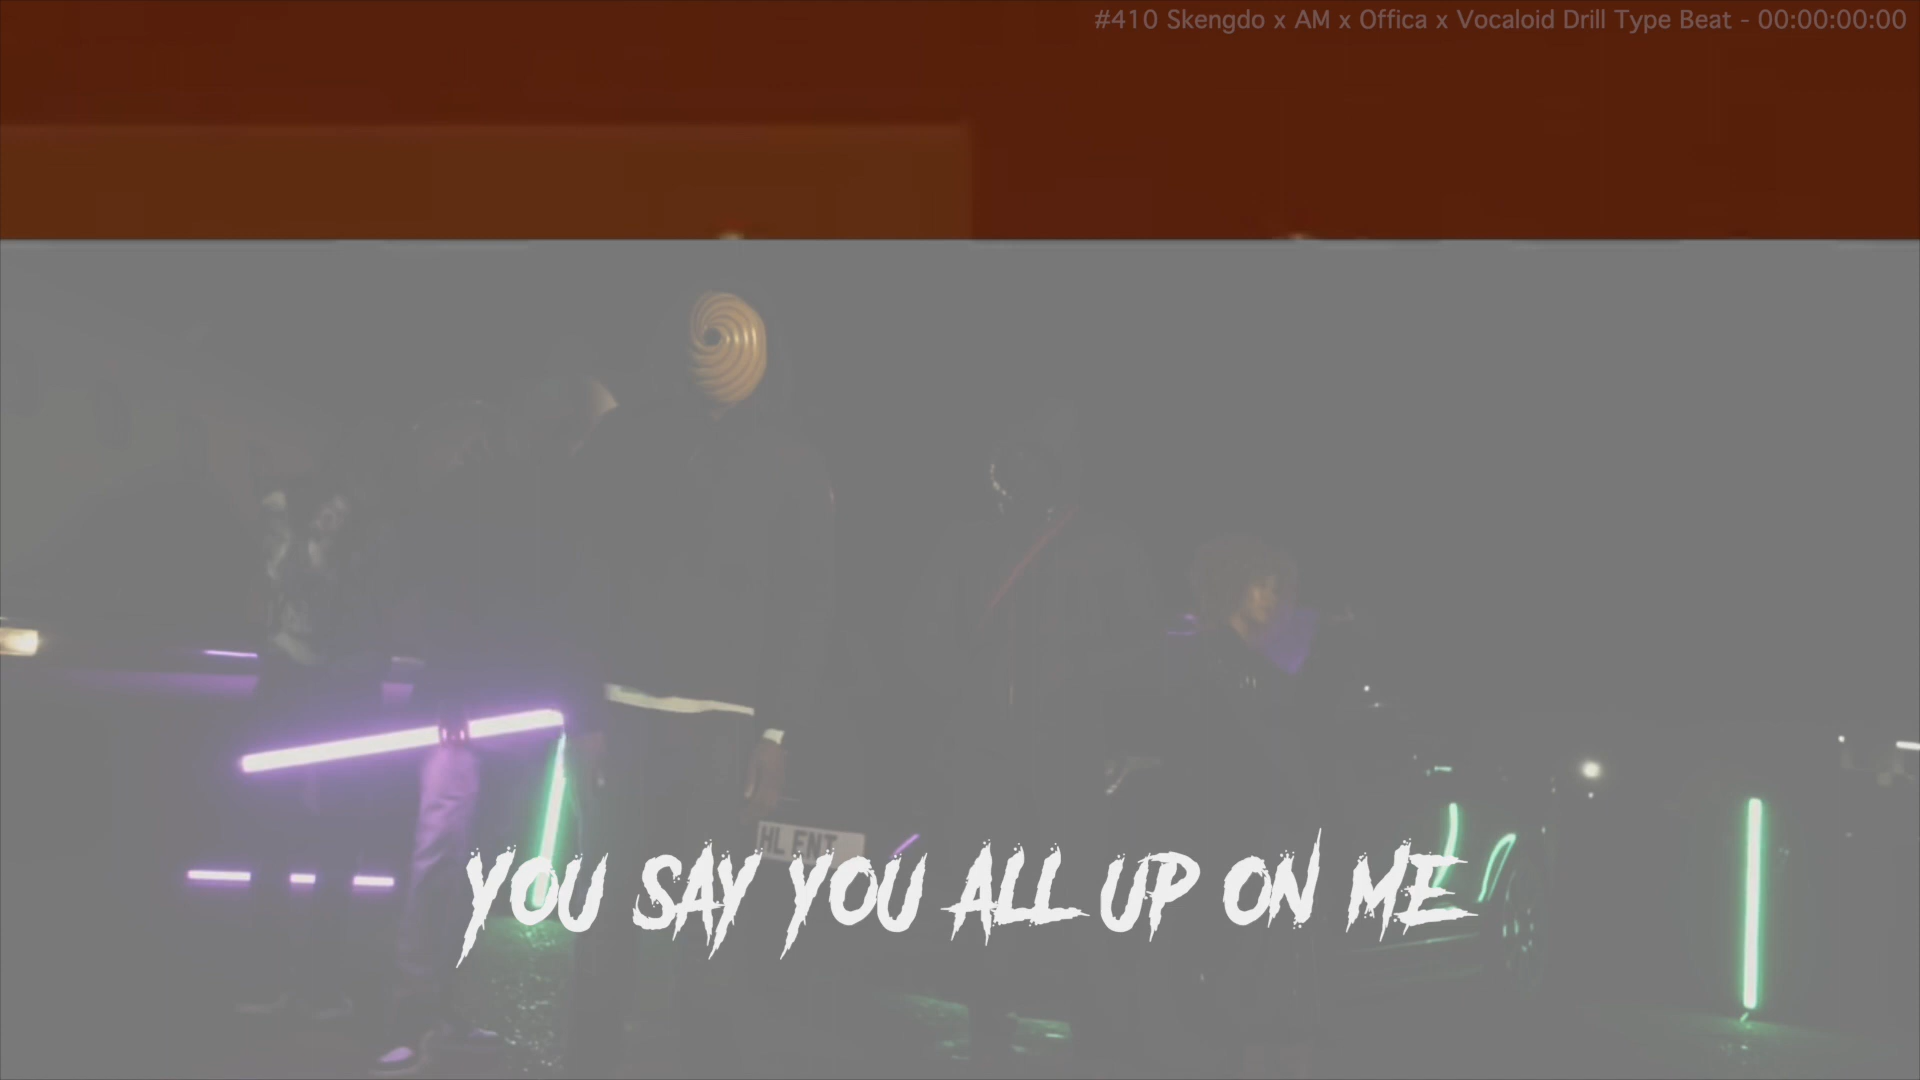 #410 Skengdo x AM x Offica x Vocaloid Drill Type Beat - 00:00:00:00
HL ENT
YOU SAY YOU ALL UP ON ME